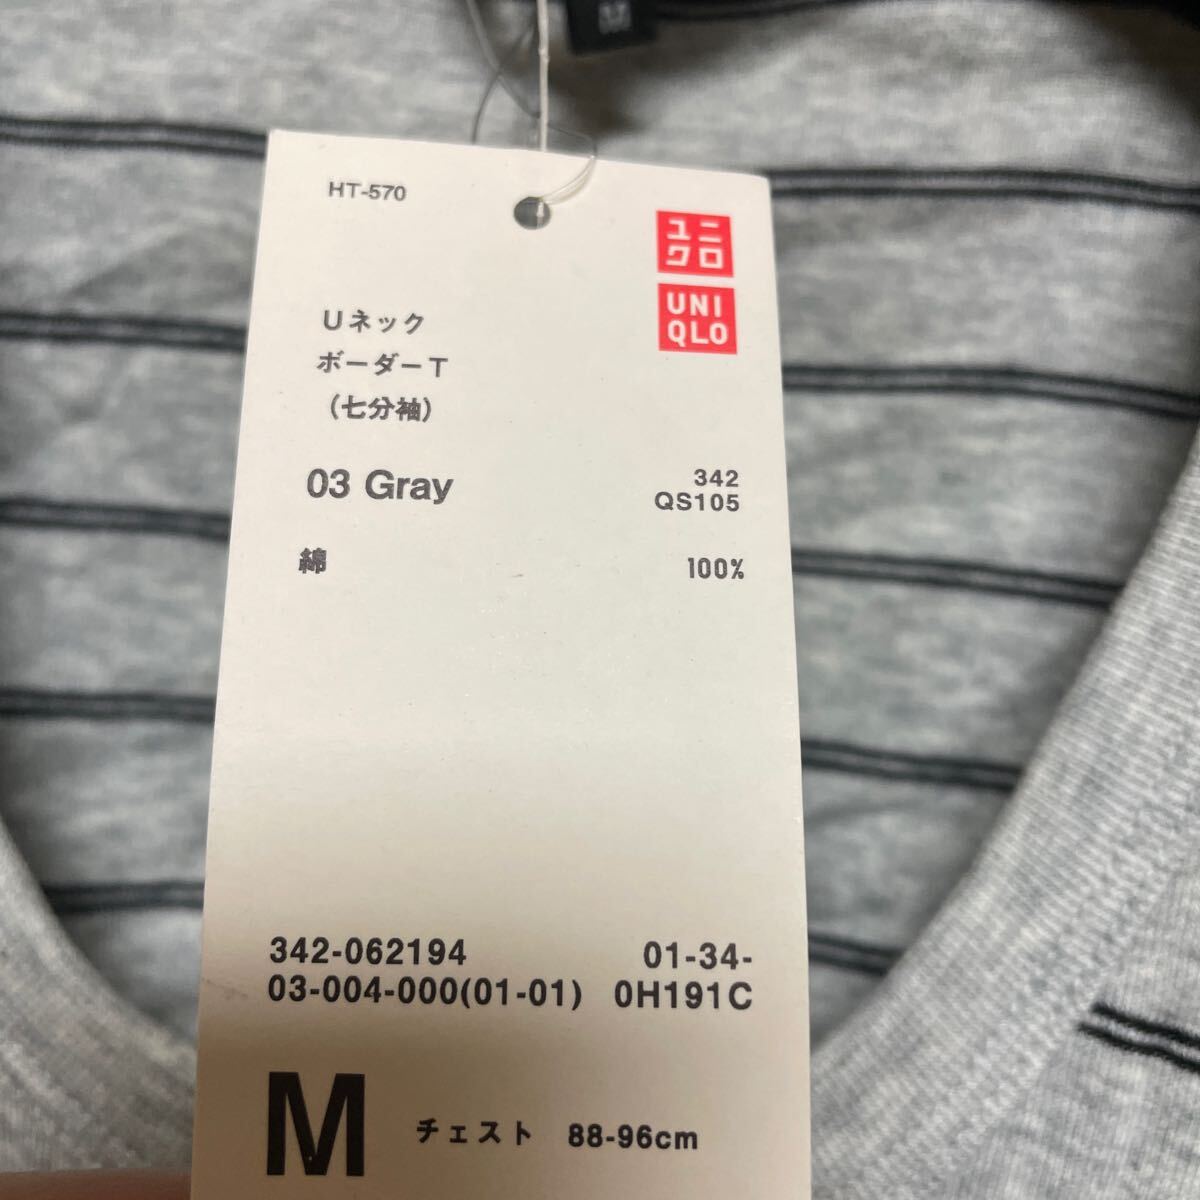 M
HT-570
ユニ
クロ
UNI
QLO
Uネック
ボーダーT
(七分袖)
03 Gray
342
QS105
綿 100%
342-062194 01-34-
03-004-000(01-01) 0H191C
M チェスト 88-96cm